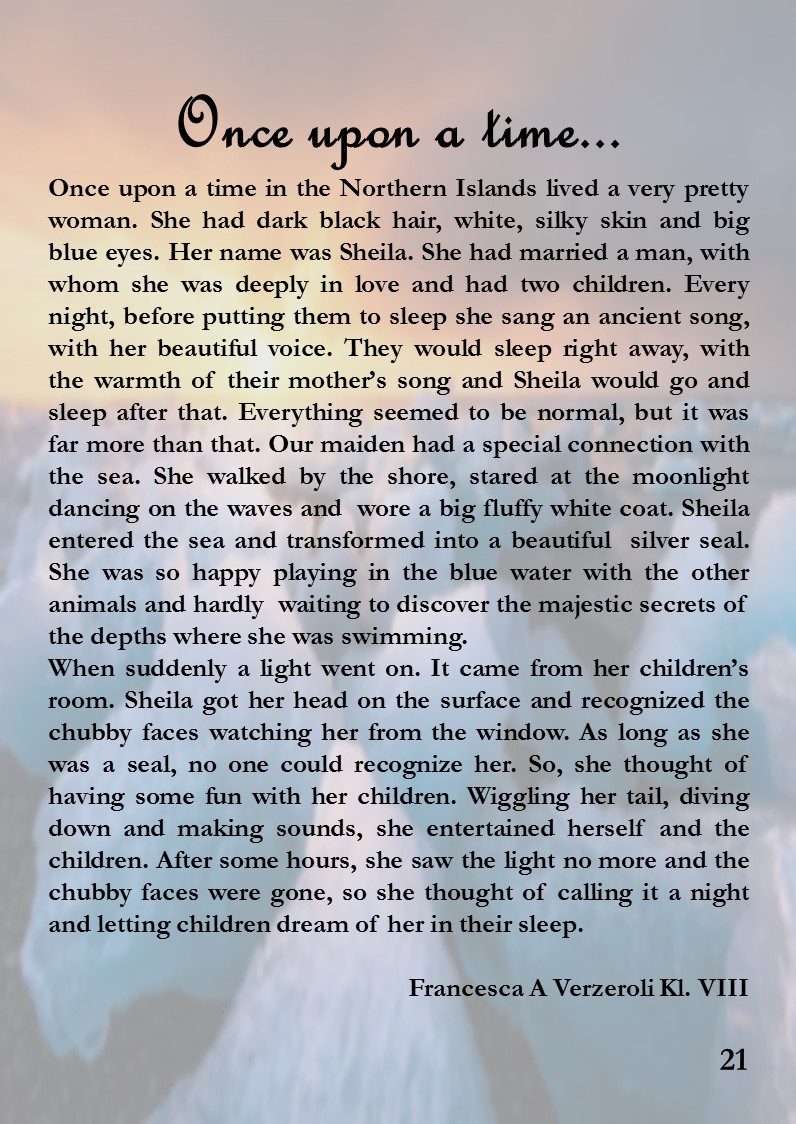 Once upon a time...
Once upon a time in the Northern Islands lived a very pretty
woman. She had dark black hair, white, silky skin and big
blue eyes. Her name was Sheila. She had married a man, with
whom she was deeply in love and had two children. Every
night, before putting them to sleep she sang an ancient song,
with her beautiful voice. They would sleep right away, with
the warmth of their mother’s song and Sheila would go and
sleep after that. Everything seemed to be normal, but it was
far more than that. Our maiden had a special connection with
the sea. She walked by the shore, stared at the moonlight
dancing on the waves and wore a big fluffy white coat. Sheila
entered the sea and transformed into a beautiful silver seal.
She was so happy playing in the blue water with the other
animals and hardly waiting to discover the majestic secrets of
the depths where she was swimming.
When suddenly a light went on. It came from her children’s
room. Sheila got her head on the surface and recognized the
chubby faces watching her from the window. As long as she
was a seal, no one could recognize her. So, she thought of
having some fun with her children. Wiggling her tail, diving
down and making sounds, she entertained herself and the
children. After some hours, she saw the light no more and the
chubby faces were gone, so she thought of calling it a night
and letting children dream of her in their sleep.
Francesca A Verzeroli Kl. VIII
21